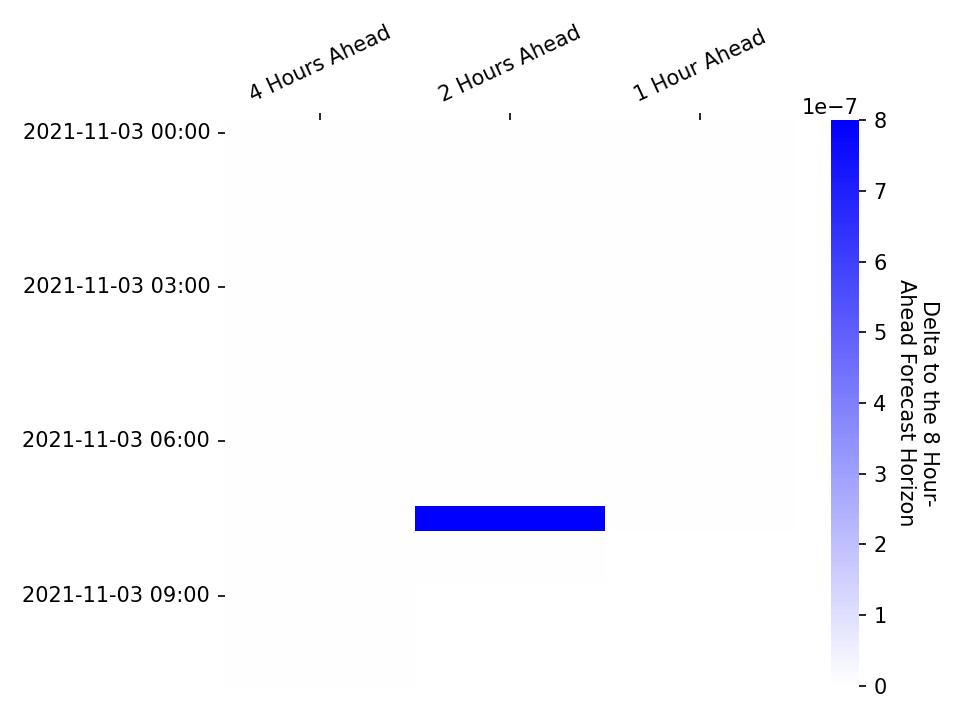 4 Hours Ahead
2 Hours Ahead
1 Hour Ahead
2021-11-03 00:00
2021-11-03 03:00
2021-11-03 06:00
2021-11-03 09:00
1e−7
8
7
6
5
4
3
2
1
0
Delta to the 8 Hour-
Ahead Forecast Horizon